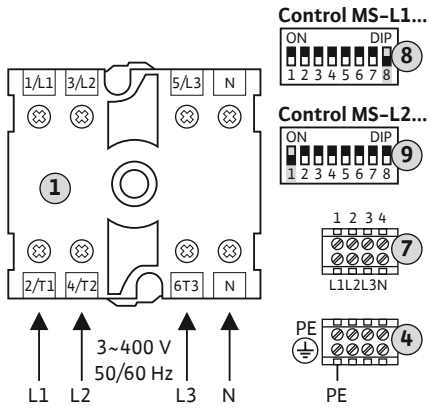 Control MS-L1...
ON DIP
1 2 3 4 5 6 7 8
8
1/L1 3/L2 5/L3 N
Control MS-L2...
ON DIP
1 2 3 4 5 6 7 8
9
1
1 2 3 4
7
L1L2L3N
2/T1 4/T2 6T3 N
3~400 V
50/60 Hz
L1 L2 L3 N
PE
4
PE